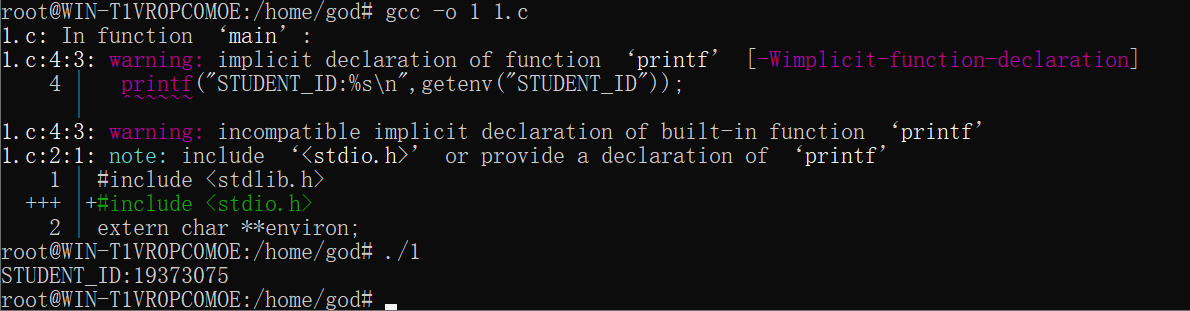 root@WIN-T1VR0PC0MOE:/home/god# gcc -o 1 1.c
1.c: In function ‘main’:
1.c:4:3: warning: implicit declaration of function ‘printf’ [-Wimplicit-function-declaration]
4 | printf("STUDENT_ID:%s\n",getenv("STUDENT_ID"));
| ^~~~~~
1.c:4:3: warning: incompatible implicit declaration of built-in function ‘printf’
1.c:2:1: note: include ‘<stdio.h>’ or provide a declaration of ‘printf’
1 | #include <stdlib.h>
+++ |+#include <stdio.h>
2 | extern char **environ;
root@WIN-T1VR0PC0MOE:/home/god# ./1
STUDENT_ID:19373075
root@WIN-T1VR0PC0MOE:/home/god#